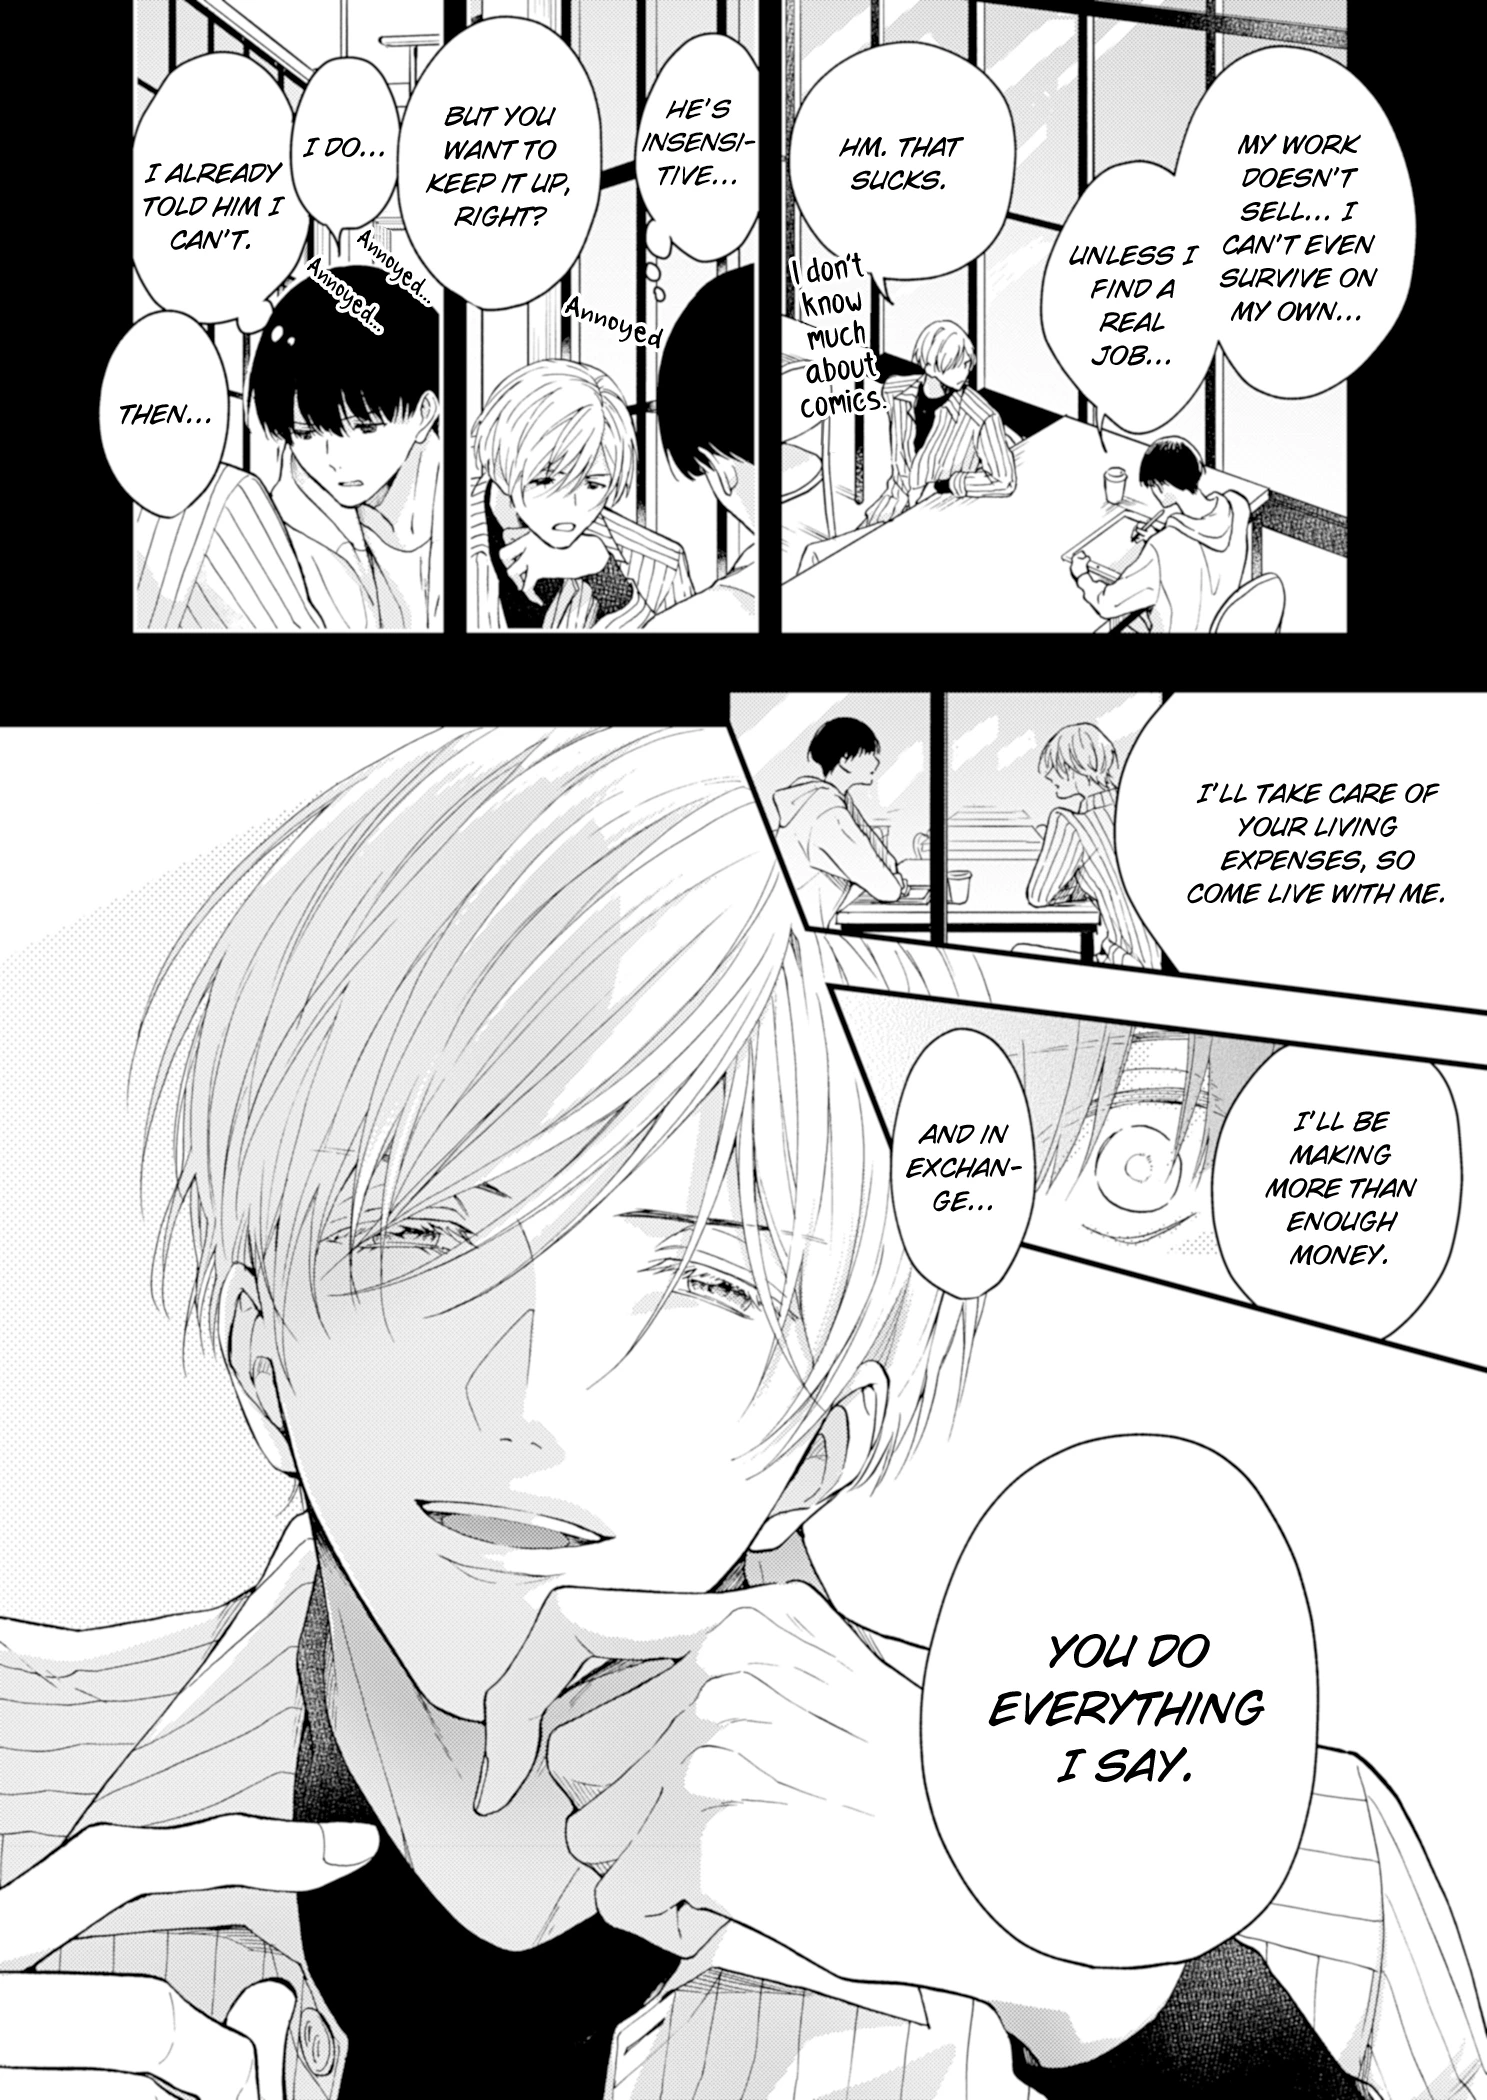 MY WORK
DOESN'T
SELL... I
CAN'T EVEN
SURVIVE ON
MY OWN...
UNLESS I
FIND A
REAL
JOB...
HM. THAT
SUCKS.
I don't
know
much
about
comics.
HE'S
INSENSI-
TIVE...
Annoyed
BUT YOU
WANT TO
KEEP IT UP,
RIGHT?
I DO...
Annoyed...
Annoyed...
I ALREADY
TOLD HIM I
CAN'T.
THEN...
I'LL TAKE CARE OF
YOUR LIVING
EXPENSES, SO
COME LIVE WITH ME.
I'LL BE
MAKING
MORE THAN
ENOUGH
MONEY.
AND IN
EXCHAN-
GE...
YOU DO
EVERYTHING
I SAY.